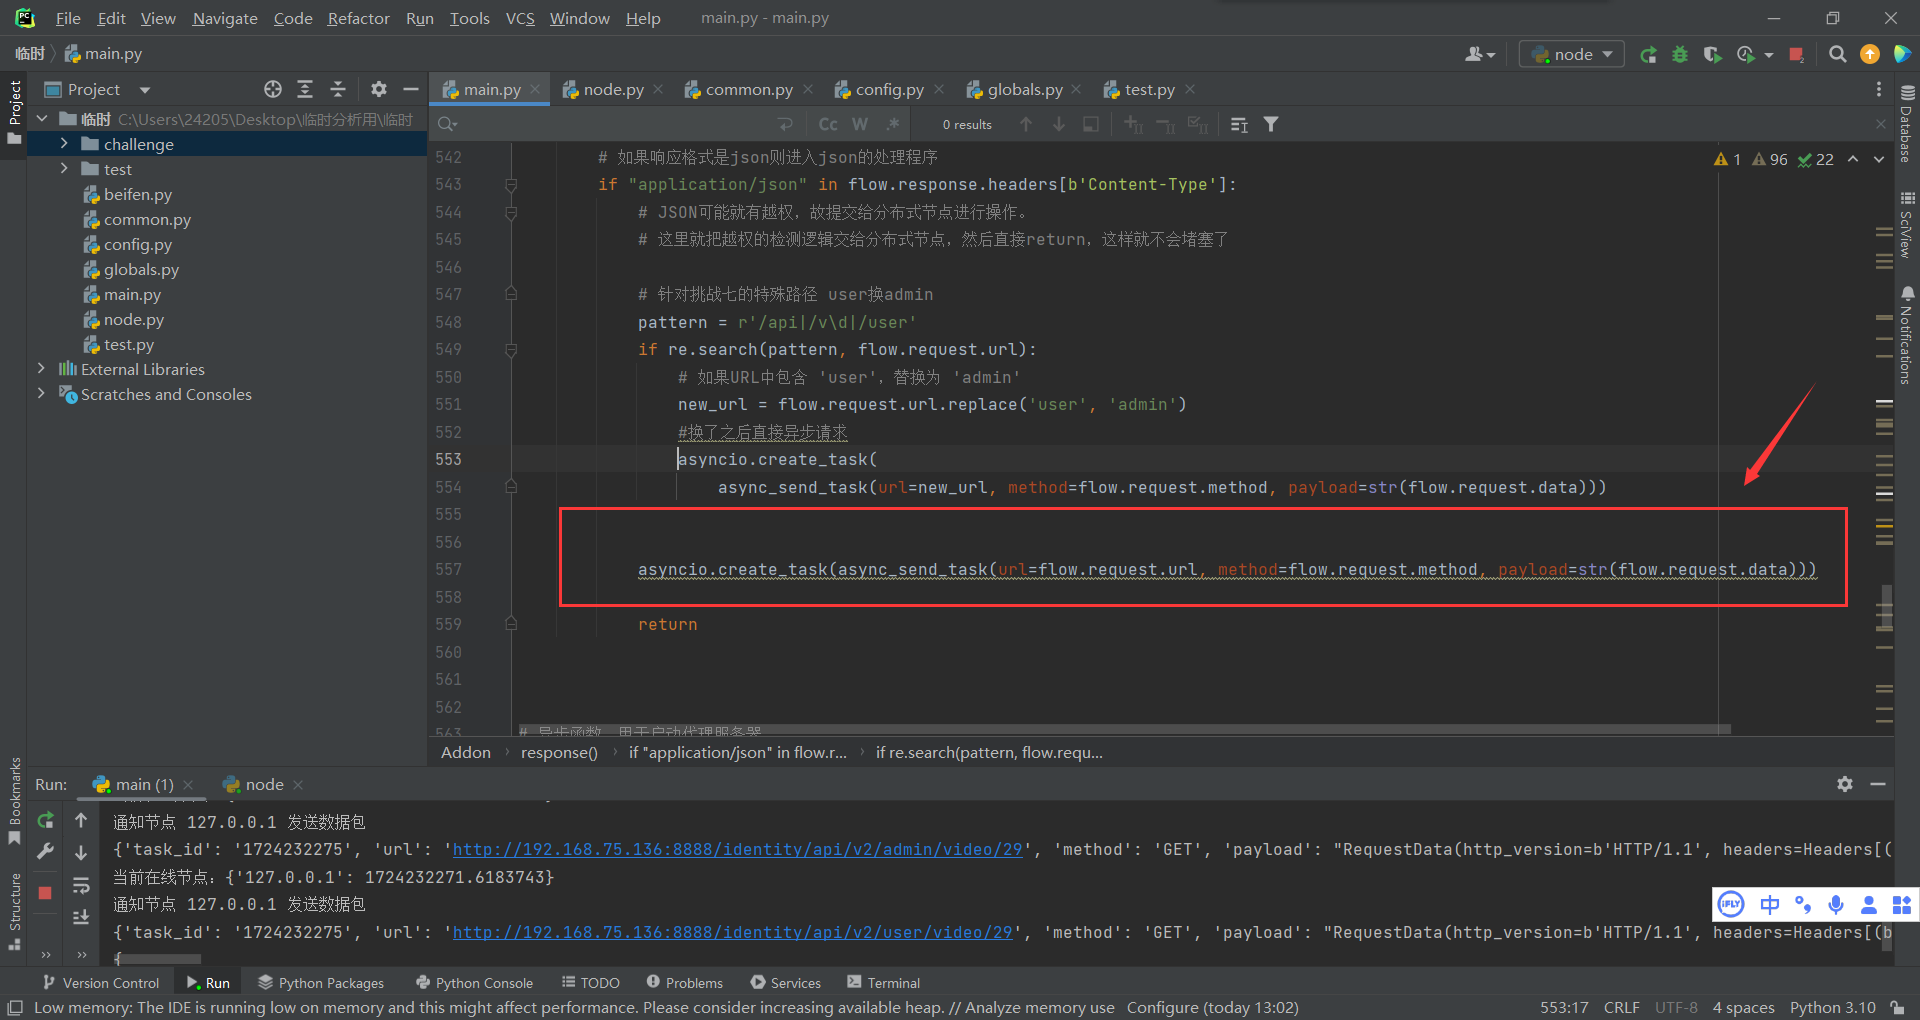 File Edit View Navigate Code Refactor Run Tools VCS Window Help main.py - main.py
临时 main.py node
Project
main.py node.py common.py config.py globals.py test.py
临时 C:\Users\24205\Desktop\临时分析用\临时
Cc W .* 0 results
challenge
test
beifen.py
common.py
config.py
globals.py
main.py
node.py
test.py
External Libraries
Scratches and Consoles
1 96 22
542 # 如果响应格式是json则进入json的处理程序
543 if "application/json" in flow.response.headers[b'Content-Type']:
544 # JSON可能就有越权，故提交给分布式节点进行操作。
545 # 这里就把越权的检测逻辑交给分布式节点，然后直接return，这样就不会堵塞了
546
547 # 针对挑战七的特殊路径 user换admin
548 pattern = r'/api|/v\d|/user'
549 if re.search(pattern, flow.request.url):
550 # 如果URL中包含 'user'，替换为 'admin'
551 new_url = flow.request.url.replace('user', 'admin')
552 #换了之后直接异步请求
553 asyncio.create_task(
554 async_send_task(url=new_url, method=flow.request.method, payload=str(flow.request.data)))
555
556
557 asyncio.create_task(async_send_task(url=flow.request.url, method=flow.request.method, payload=str(flow.request.data)))
558
559 return
560
561
562
563 # 异步函数，用于启动代理服务器
Addon response() if "application/json" in flow.r... if re.search(pattern, flow.requ...
Project
Bookmarks
Structure
Database
SciView
Notifications
Run: main (1) node
通知节点 127.0.0.1 发送数据包
{'task_id': '1724232275', 'url': 'http://192.168.75.136:8888/identity/api/v2/admin/video/29', 'method': 'GET', 'payload': "RequestData(http_version=b'HTTP/1.1', headers=Headers[(
当前在线节点：{'127.0.0.1': 1724232271.6183743}
通知节点 127.0.0.1 发送数据包
{'task_id': '1724232275', 'url': 'http://192.168.75.136:8888/identity/api/v2/user/video/29', 'method': 'GET', 'payload': "RequestData(http_version=b'HTTP/1.1', headers=Headers[(b
{
iFLY 中
Version Control Run Python Packages Python Console TODO Problems Services Terminal
Low memory: The IDE is running low on memory and this might affect performance. Please consider increasing available heap. // Analyze memory use Configure (today 13:02) 553:17 CRLF UTF-8 4 spaces Python 3.10